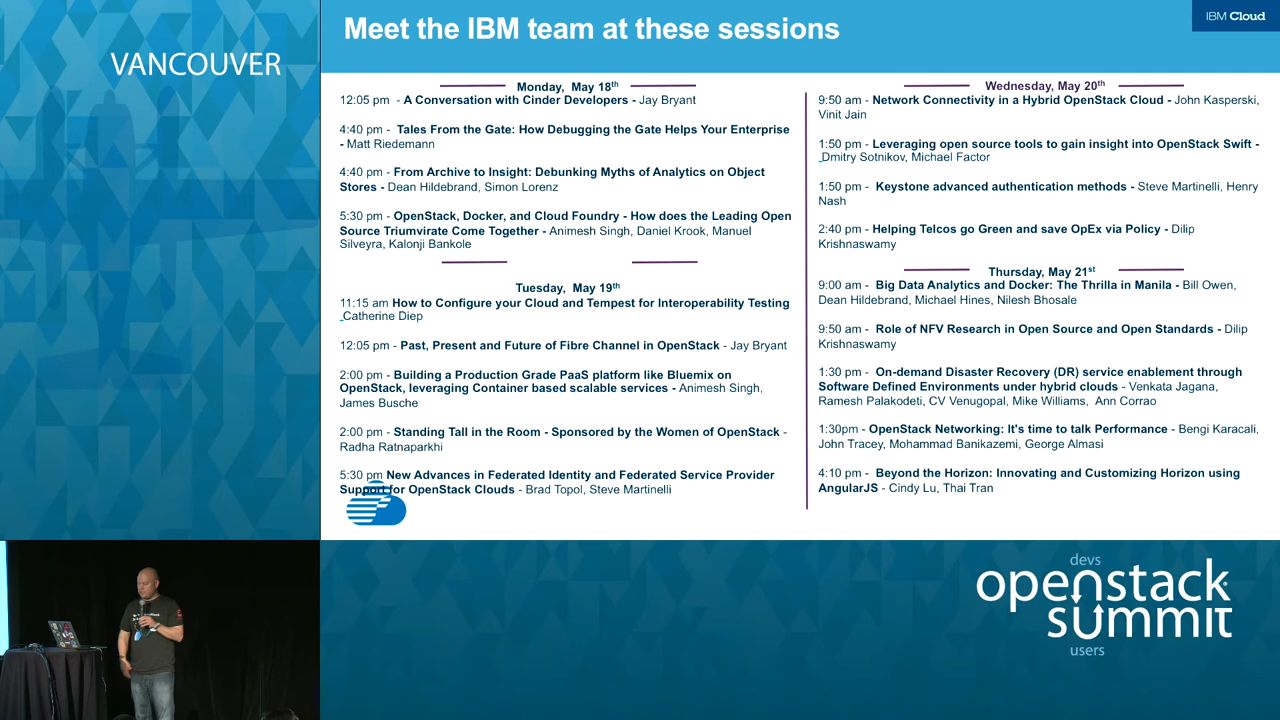 VANCOUVER
Meet the IBM team at these sessions
IBM Cloud
Monday, May 18th
12:05 pm - A Conversation with Cinder Developers - Jay Bryant
4:40 pm - Tales From the Gate: How Debugging the Gate Helps Your Enterprise
- Matt Riedemann
4:40 pm - From Archive to Insight: Debunking Myths of Analytics on Object
Stores - Dean Hildebrand, Simon Lorenz
5:30 pm - OpenStack, Docker, and Cloud Foundry - How does the Leading Open
Source Triumvirate Come Together - Animesh Singh, Daniel Krook, Manuel
Silveyra, Kalonji Bankole
Tuesday, May 19th
11:15 am How to Configure your Cloud and Tempest for Interoperability Testing
_Catherine Diep
12:05 pm - Past, Present and Future of Fibre Channel in OpenStack - Jay Bryant
2:00 pm - Building a Production Grade PaaS platform like Bluemix on
OpenStack, leveraging Container based scalable services - Animesh Singh,
James Busche
2:00 pm - Standing Tall in the Room - Sponsored by the Women of OpenStack -
Radha Ratnaparkhi
5:30 pm New Advances in Federated Identity and Federated Service Provider
Support for OpenStack Clouds - Brad Topol, Steve Martinelli
Wednesday, May 20th
9:50 am - Network Connectivity in a Hybrid OpenStack Cloud - John Kasperski,
Vinit Jain
1:50 pm - Leveraging open source tools to gain insight into OpenStack Swift -
_Dmitry Sotnikov, Michael Factor
1:50 pm - Keystone advanced authentication methods - Steve Martinelli, Henry
Nash
2:40 pm - Helping Telcos go Green and save OpEx via Policy - Dilip
Krishnaswamy
Thursday, May 21st
9:00 am - Big Data Analytics and Docker: The Thrilla in Manila - Bill Owen,
Dean Hildebrand, Michael Hines, Nilesh Bhosale
9:50 am - Role of NFV Research in Open Source and Open Standards - Dilip
Krishnaswamy
1:30 pm - On-demand Disaster Recovery (DR) service enablement through
Software Defined Environments under hybrid clouds - Venkata Jagana,
Ramesh Palakodeti, CV Venugopal, Mike Williams, Ann Corrao
1:30pm - OpenStack Networking: It's time to talk Performance - Bengi Karacali,
John Tracey, Mohammad Banikazemi, George Almasi
4:10 pm - Beyond the Horizon: Innovating and Customizing Horizon using
AngularJS - Cindy Lu, Thai Tran
devs
openstack
summit
users